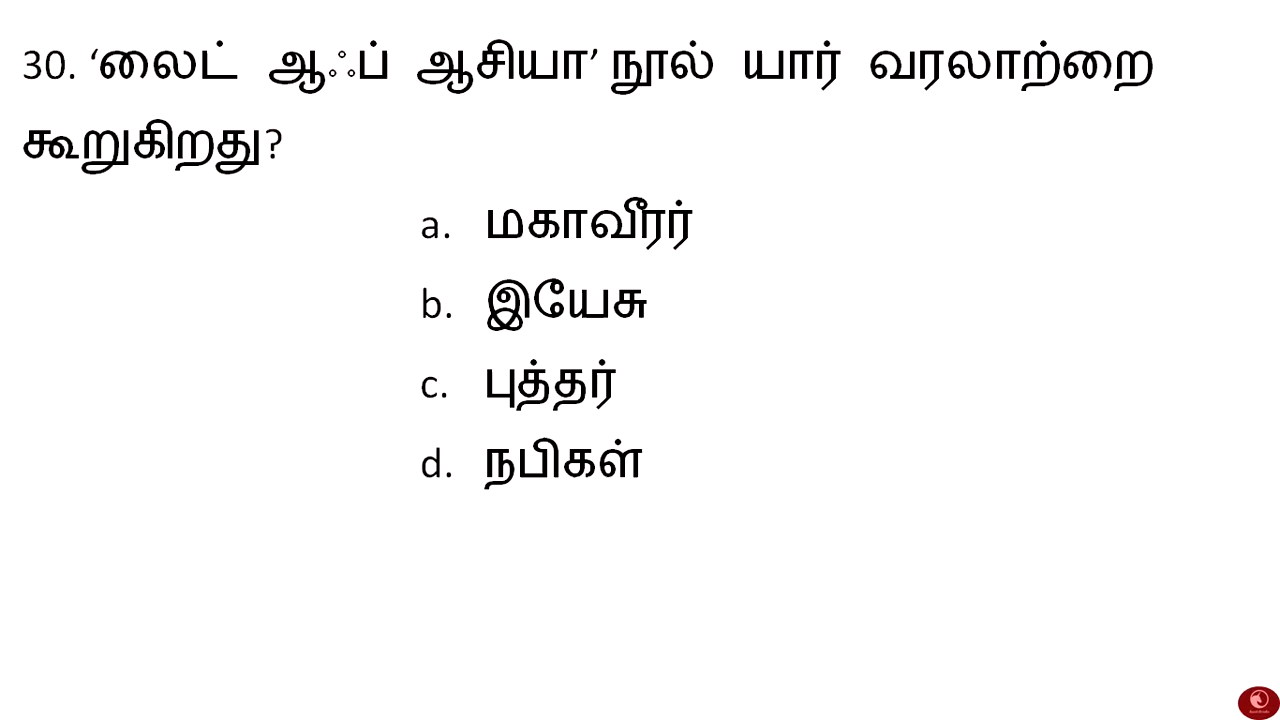 30. ‘லைட் ஆஃப் ஆசியா’ நூல் யார் வரலாற்றை
கூறுகிறது?
a. மகாவீரர்
b. இயேசு
c. புத்தர்
d. நபிகள்